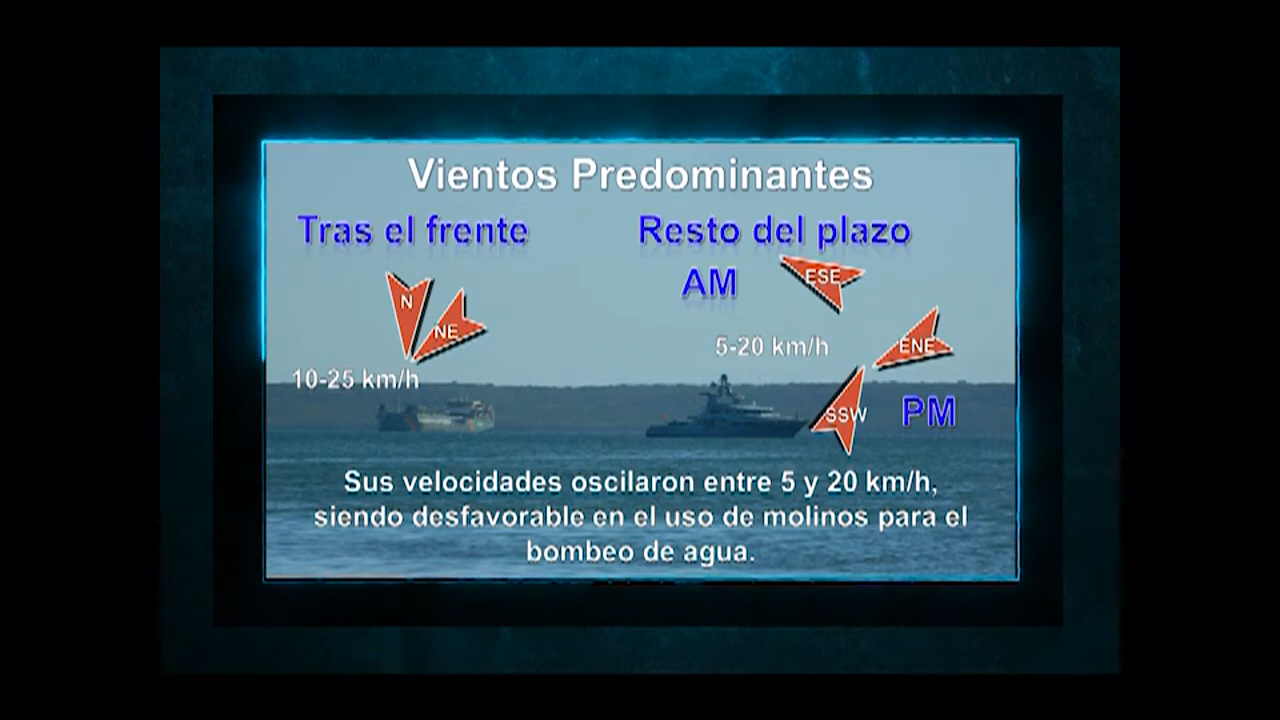 Vientos Predominantes
Tras el frente
Resto del plazo
AM
ESE
N
NE
ENE
5-20 km/h
10-25 km/h
SSW
PM
Sus velocidades oscilaron entre 5 y 20 km/h,
siendo desfavorable en el uso de molinos para el
bombeo de agua.